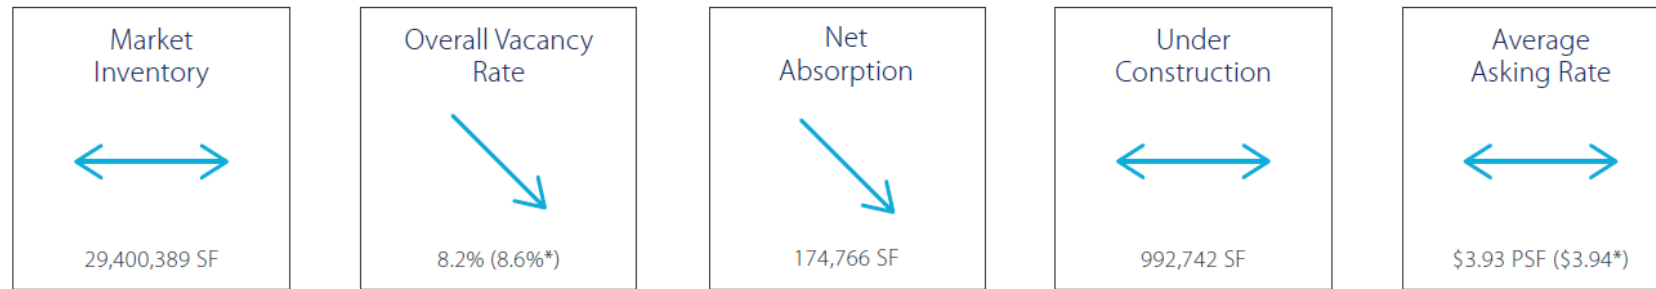 Market
Inventory
29,400,389 SF
Overall Vacancy
Rate
8.2% (8.6%*)
Net
Absorption
174,766 SF
Under
Construction
992,742 SF
Average
Asking Rate
$3.93 PSF ($3.94*)